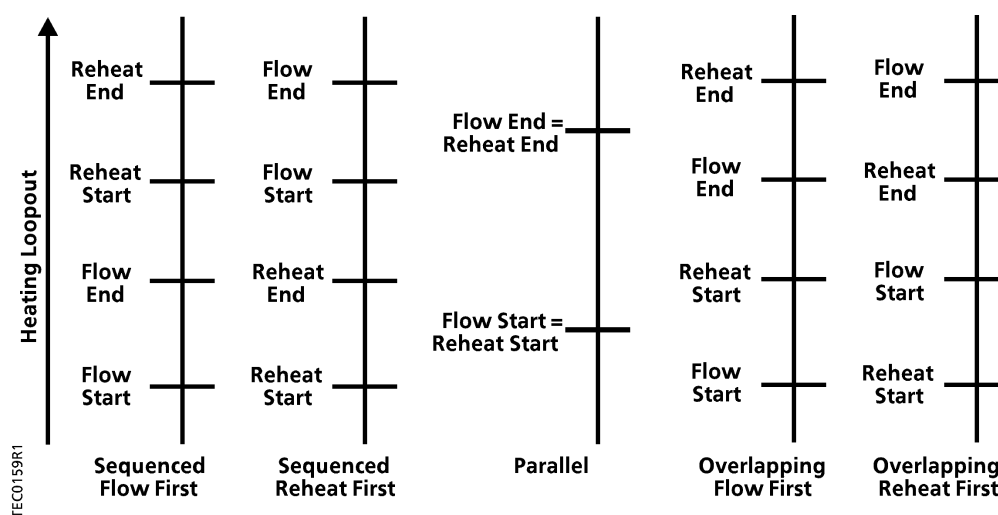 Heating Loopout
TEC0159R1
Reheat
End
Reheat
Start
Flow
End
Flow
Start
Sequenced
Flow First
Flow
End
Flow
Start
Reheat
End
Reheat
Start
Sequenced
Reheat First
Flow End =
Reheat End
Flow Start =
Reheat Start
Parallel
Reheat
End
Flow
End
Reheat
Start
Flow
Start
Overlapping
Flow First
Flow
End
Reheat
End
Flow
Start
Reheat
Start
Overlapping
Reheat First